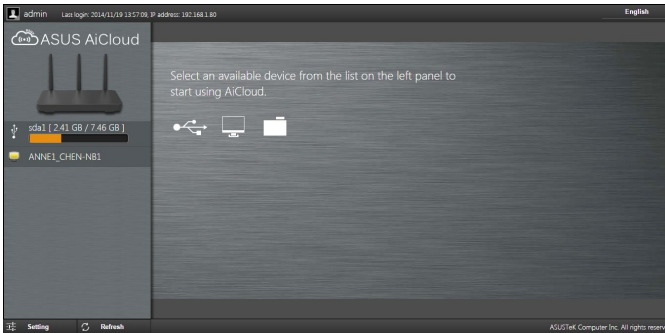 admin Last login: 2014/11/19 13:57:09, IP address: 192.168.1.80 English
ASUS AiCloud
Select an available device from the list on the left panel to
start using AiCloud.
sda1 [ 2.41 GB / 7.46 GB ]
ANNE1_CHEN-NB1
Setting Refresh ASUSTeK Computer Inc. All rights reserv